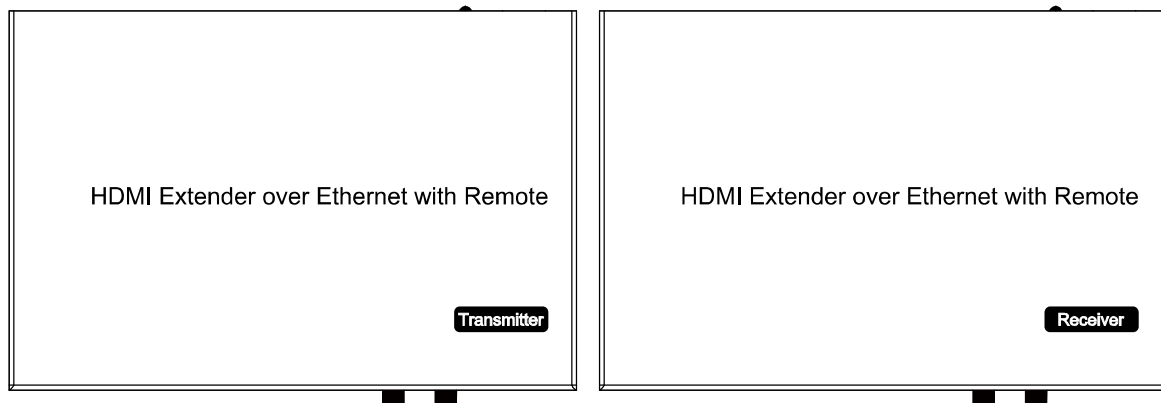 HDMI Extender over Ethernet with Remote
Transmitter
HDMI Extender over Ethernet with Remote
Receiver